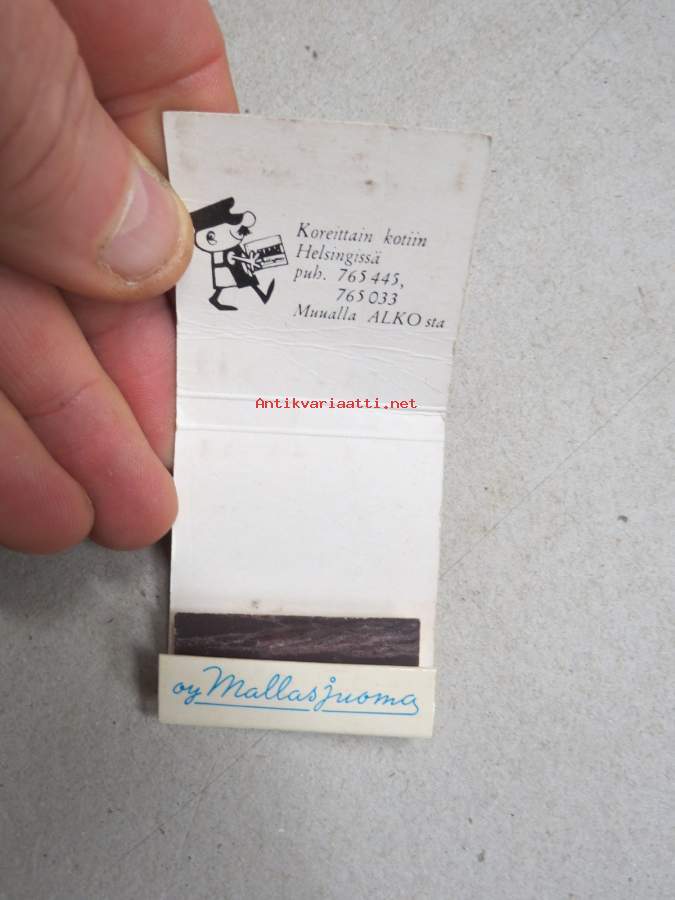 Koreittain kotiin
Helsingissä
puh. 765 445,
765 033
Muualla ALKO sta
Antikvariaatti.net
oy Mallasjuoma